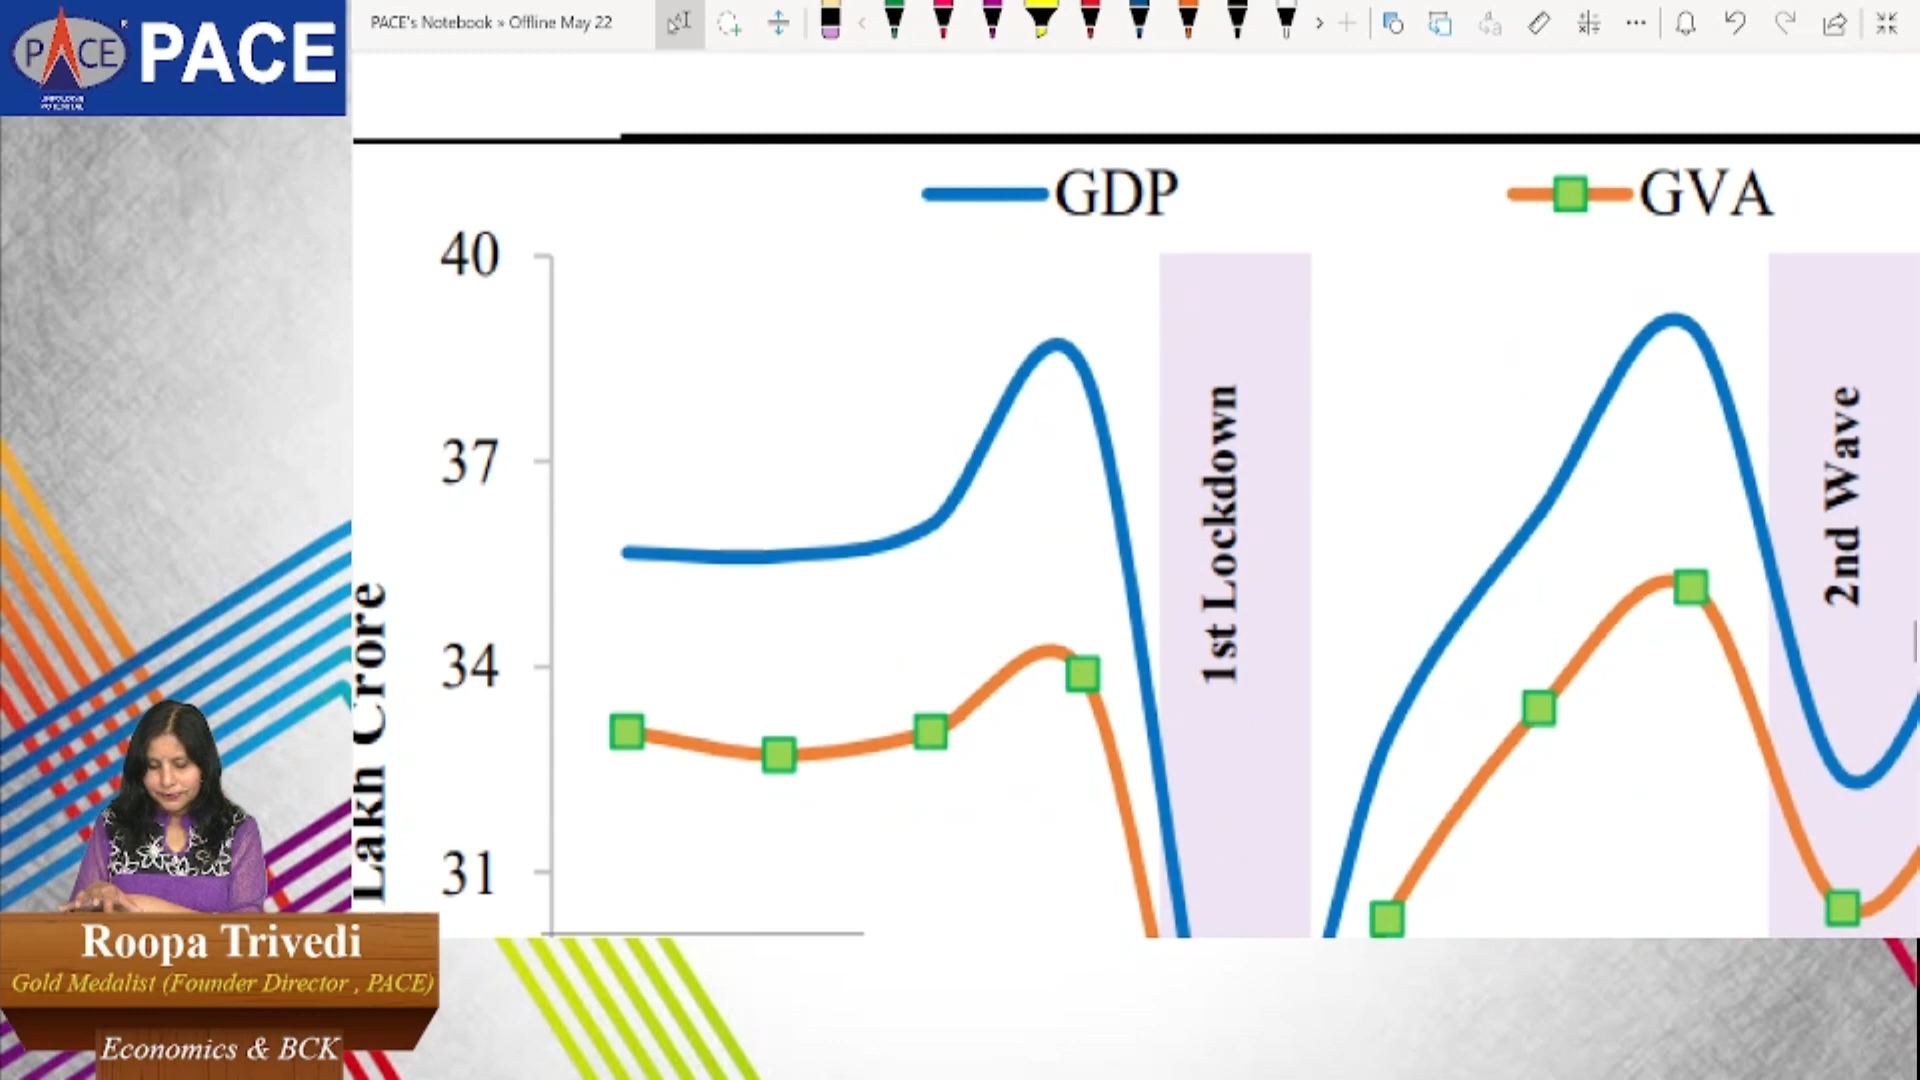 PACE
PACE
PACE's Notebook » Offline May 22
GDP
GVA
40
37
34
31
Lakh Crore
1st Lockdown
2nd Wave
Roopa Trivedi
Gold Medalist (Founder Director , PACE)
Economics & BCK